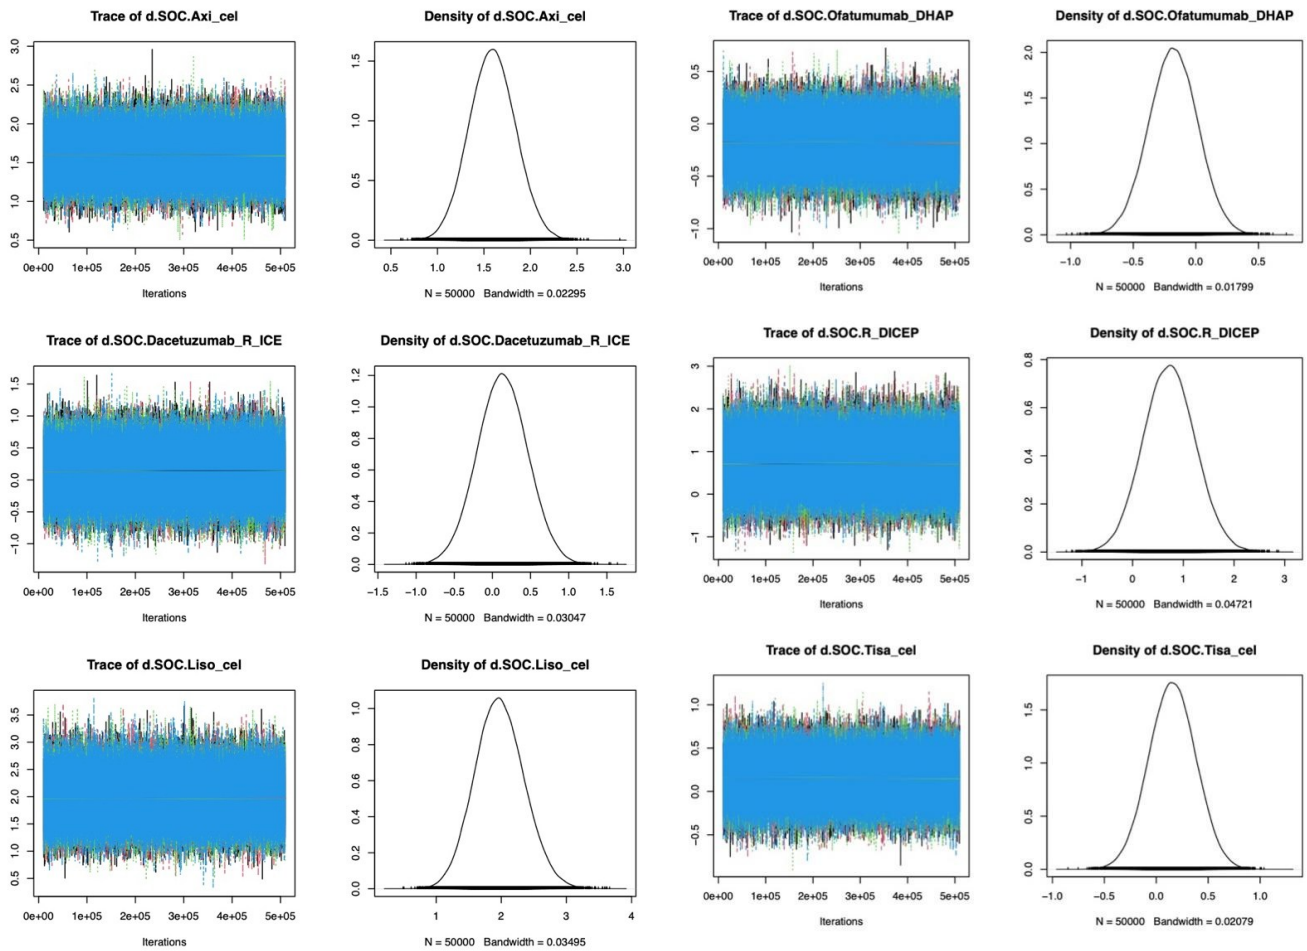 Trace of d.SOC.Axi_cel
3.0
2.5
2.0
1.5
1.0
0.5
0e+00 1e+05 2e+05 3e+05 4e+05 5e+05
Iterations
Density of d.SOC.Axi_cel
1.5
1.0
0.5
0.0
0.5 1.0 1.5 2.0 2.5 3.0
N = 50000 Bandwidth = 0.02295
Trace of d.SOC.Ofatumumab_DHAP
0.5
0.0
−0.5
−1.0
0e+00 1e+05 2e+05 3e+05 4e+05 5e+05
Iterations
Density of d.SOC.Ofatumumab_DHAP
2.0
1.5
1.0
0.5
0.0
−1.0 −0.5 0.0 0.5
N = 50000 Bandwidth = 0.01799
Trace of d.SOC.Dacetuzumab_R_ICE
1.5
1.0
0.5
0.0
−0.5
−1.0
0e+00 1e+05 2e+05 3e+05 4e+05 5e+05
Iterations
Density of d.SOC.Dacetuzumab_R_ICE
1.2
1.0
0.8
0.6
0.4
0.2
0.0
−1.5 −1.0 −0.5 0.0 0.5 1.0 1.5
N = 50000 Bandwidth = 0.03047
Trace of d.SOC.R_DICEP
3
2
1
0
−1
0e+00 1e+05 2e+05 3e+05 4e+05 5e+05
Iterations
Density of d.SOC.R_DICEP
0.8
0.6
0.4
0.2
0.0
−1 0 1 2 3
N = 50000 Bandwidth = 0.04721
Trace of d.SOC.Liso_cel
3.5
3.0
2.5
2.0
1.5
1.0
0.5
0e+00 1e+05 2e+05 3e+05 4e+05 5e+05
Iterations
Density of d.SOC.Liso_cel
1.0
0.8
0.6
0.4
0.2
0.0
1 2 3 4
N = 50000 Bandwidth = 0.03495
Trace of d.SOC.Tisa_cel
1.0
0.5
0.0
−0.5
0e+00 1e+05 2e+05 3e+05 4e+05 5e+05
Iterations
Density of d.SOC.Tisa_cel
1.5
1.0
0.5
0.0
−1.0 −0.5 0.0 0.5 1.0
N = 50000 Bandwidth = 0.02079